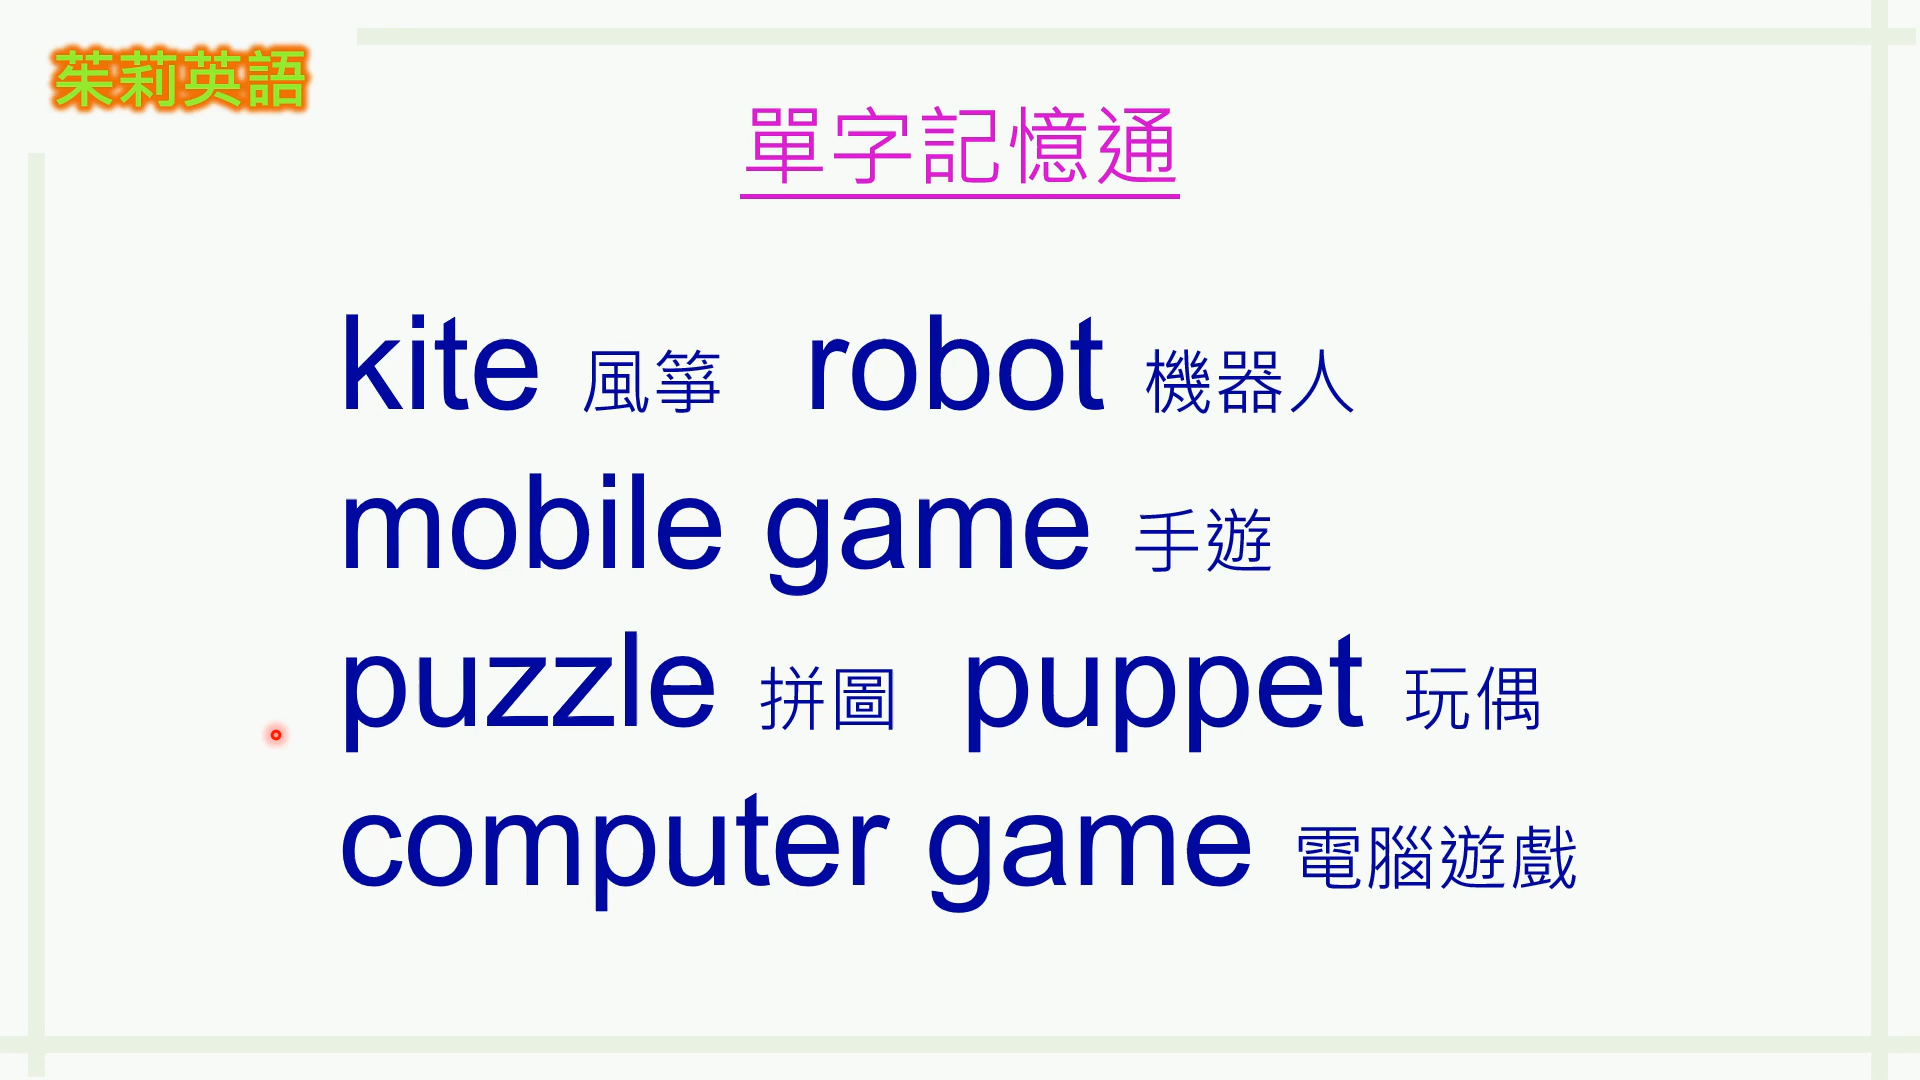 茱莉英語
單字記憶通
kite 風箏 robot 機器人
mobile game 手遊
puzzle 拼圖 puppet 玩偶
computer game 電腦遊戲